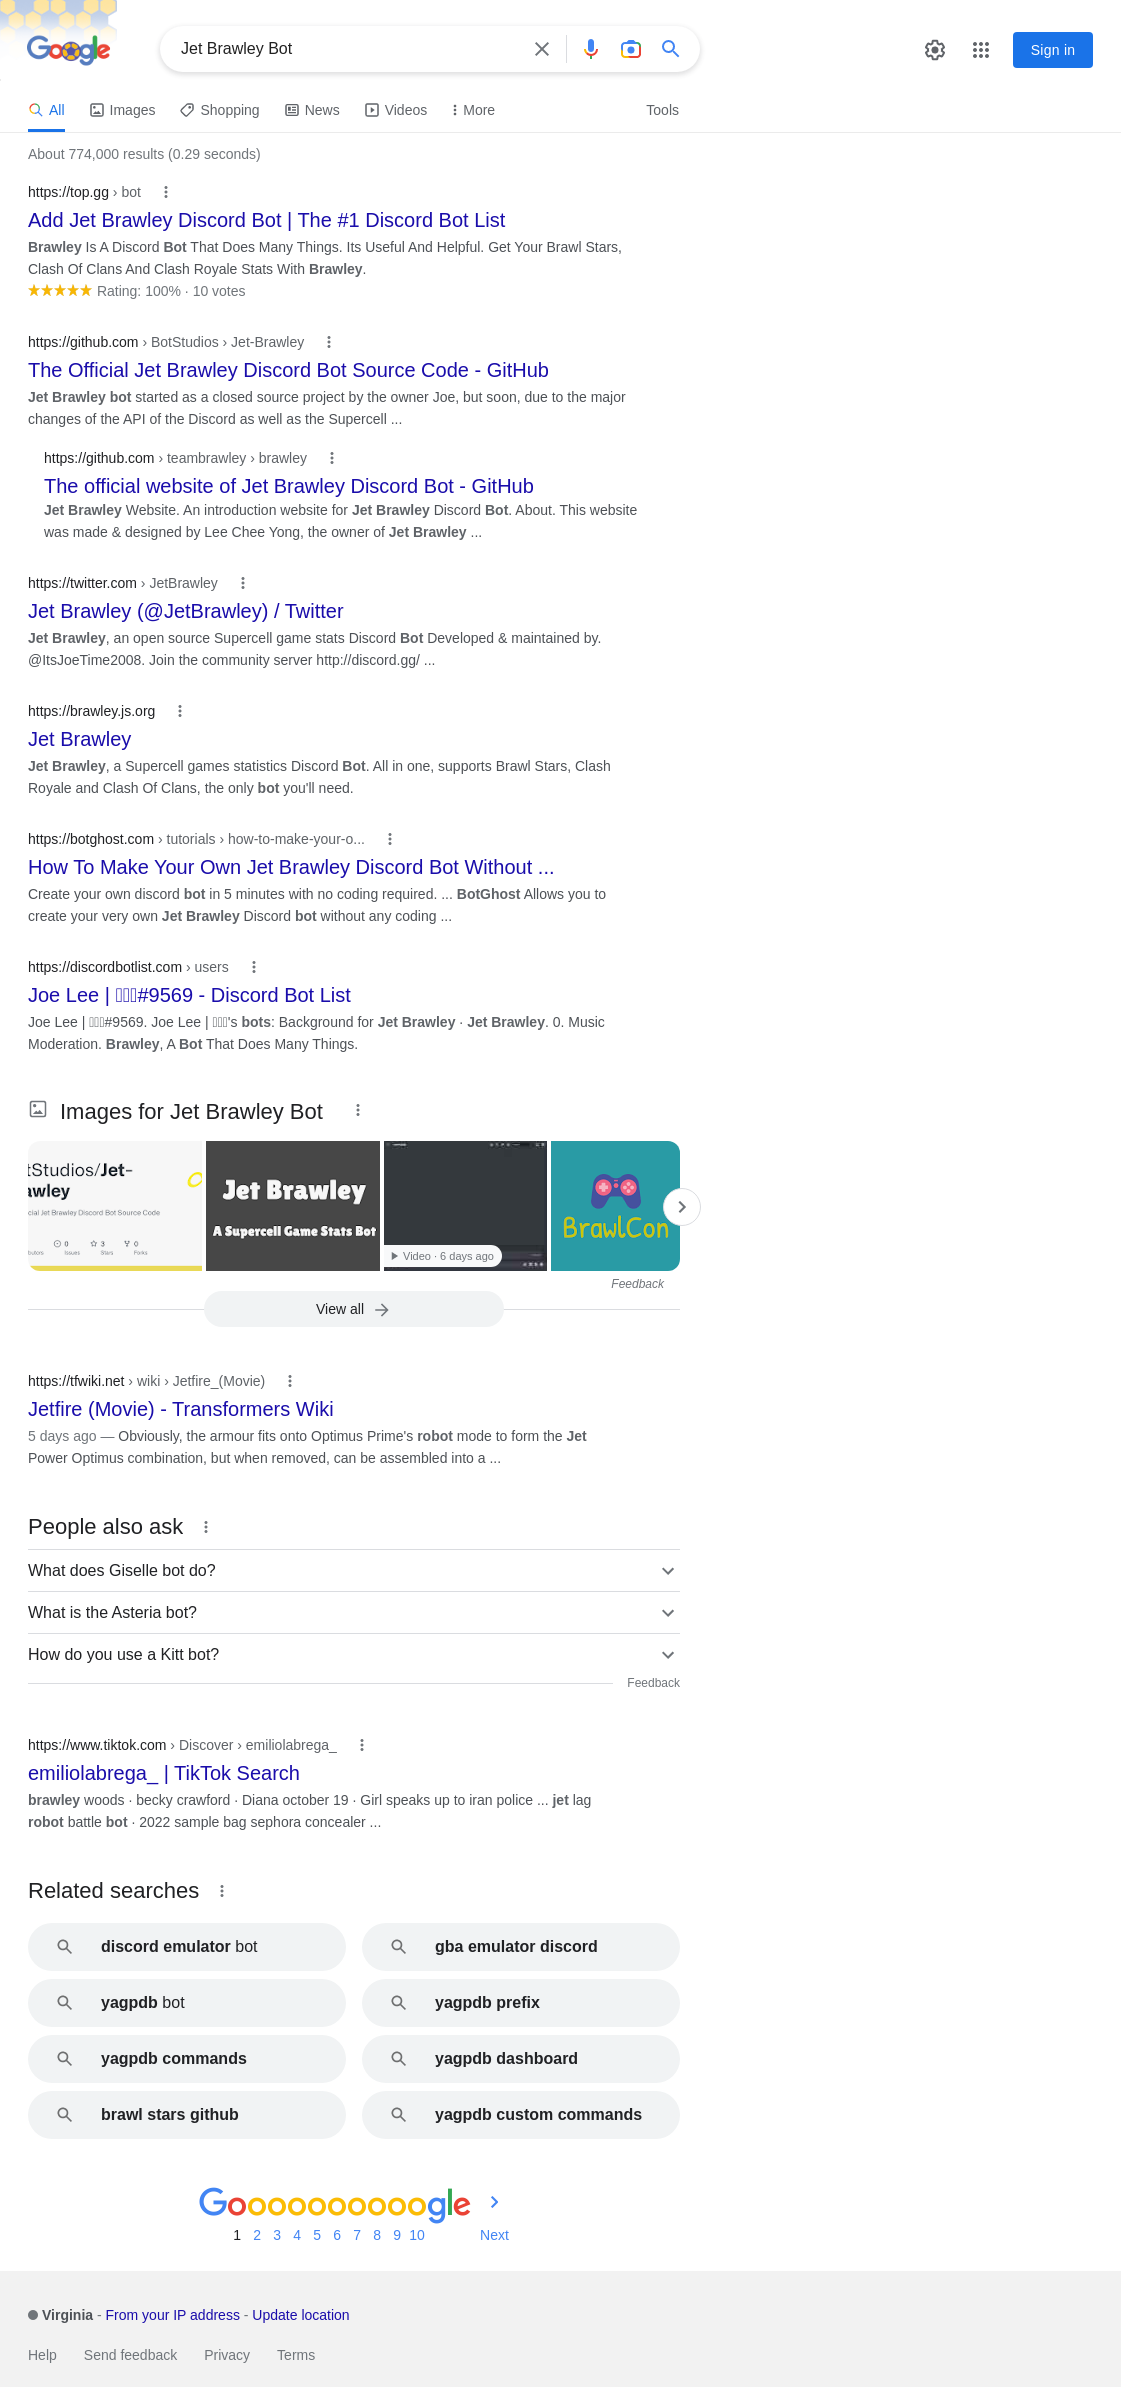 Google
Jet Brawley Bot
Sign in
All
Images
Shopping
News
Videos
More
Tools
About 774,000 results (0.29 seconds)
https://top.gg › bot
Add Jet Brawley Discord Bot | The #1 Discord Bot List
Brawley Is A Discord Bot That Does Many Things. Its Useful And Helpful. Get Your Brawl Stars,
Clash Of Clans And Clash Royale Stats With Brawley.
Rating: 100% · 10 votes
https://github.com › BotStudios › Jet-Brawley
The Official Jet Brawley Discord Bot Source Code - GitHub
Jet Brawley bot started as a closed source project by the owner Joe, but soon, due to the major
changes of the API of the Discord as well as the Supercell ...
https://github.com › teambrawley › brawley
The official website of Jet Brawley Discord Bot - GitHub
Jet Brawley Website. An introduction website for Jet Brawley Discord Bot. About. This website
was made & designed by Lee Chee Yong, the owner of Jet Brawley ...
https://twitter.com › JetBrawley
Jet Brawley (@JetBrawley) / Twitter
Jet Brawley, an open source Supercell game stats Discord Bot Developed & maintained by.
@ItsJoeTime2008. Join the community server http://discord.gg/ ...
https://brawley.js.org
Jet Brawley
Jet Brawley, a Supercell games statistics Discord Bot. All in one, supports Brawl Stars, Clash
Royale and Clash Of Clans, the only bot you'll need.
https://botghost.com › tutorials › how-to-make-your-o...
How To Make Your Own Jet Brawley Discord Bot Without ...
Create your own discord bot in 5 minutes with no coding required. ... BotGhost Allows you to
create your very own Jet Brawley Discord bot without any coding ...
https://discordbotlist.com › users
Joe Lee | #9569 - Discord Bot List
Joe Lee | #9569. Joe Lee | 's bots: Background for Jet Brawley · Jet Brawley. 0. Music
Moderation. Brawley, A Bot That Does Many Things.
Images for Jet Brawley Bot
tStudios/Jet-
awley
cial Jet Brawley Discord Bot Source Code
0
3
0
butors
Issues
Stars
Forks
Jet Brawley
A Supercell Game Stats Bot
Video · 6 days ago
BrawlCon
Feedback
View all
https://tfwiki.net › wiki › Jetfire_(Movie)
Jetfire (Movie) - Transformers Wiki
5 days ago — Obviously, the armour fits onto Optimus Prime's robot mode to form the Jet
Power Optimus combination, but when removed, can be assembled into a ...
People also ask
What does Giselle bot do?
What is the Asteria bot?
How do you use a Kitt bot?
Feedback
https://www.tiktok.com › Discover › emiliolabrega_
emiliolabrega_ | TikTok Search
brawley woods · becky crawford · Diana october 19 · Girl speaks up to iran police ... jet lag
robot battle bot · 2022 sample bag sephora concealer ...
Related searches
discord emulator bot
gba emulator discord
yagpdb bot
yagpdb prefix
yagpdb commands
yagpdb dashboard
brawl stars github
yagpdb custom commands
Goooooooooogle
1 2 3 4 5 6 7 8 9 10 Next
Virginia - From your IP address - Update location
Help
Send feedback
Privacy
Terms